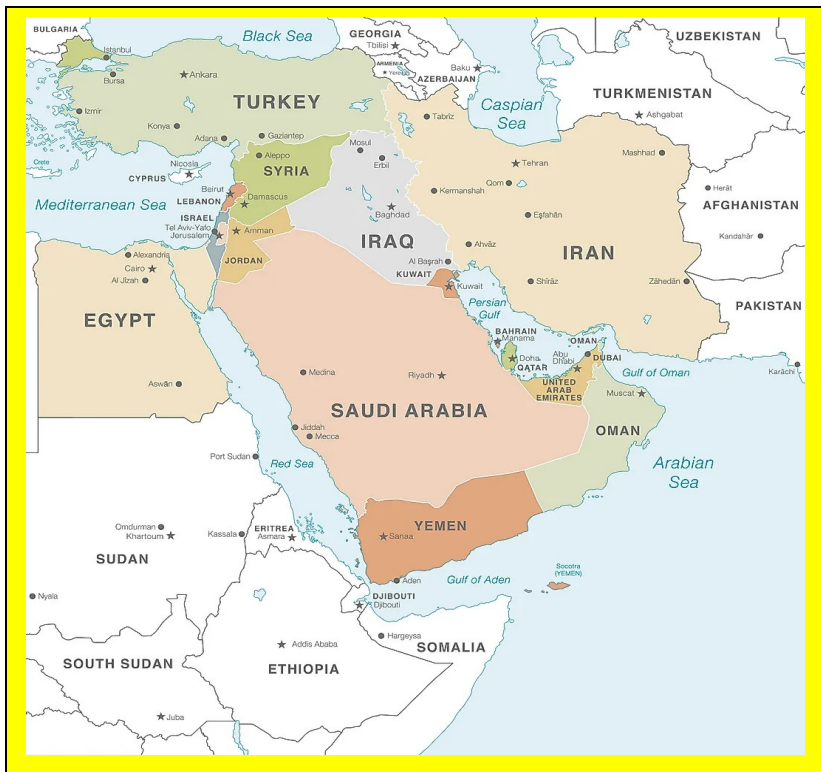 BULGARIA
Istanbul
Bursa
Black Sea
GEORGIA
Tbilisi
ARMENIA
Yerevan
Baku
AZERBAIJAN
Caspian
Sea
UZBEKISTAN
TURKMENISTAN
Ashgabat
Ankara
TURKEY
Izmir
Konya
Adana
Gaziantep
Tabrīz
Mashhad
Crete
Nicosia
CYPRUS
Aleppo
SYRIA
Mosul
Erbil
Tehran
Qom
Kermanshah
Herāt
AFGHANISTAN
Kandahār
Mediterranean Sea
Beirut
LEBANON
Damascus
ISRAEL
Tel Aviv-Yafo
Jerusalem
Amman
JORDAN
Baghdad
IRAQ
Eşfahān
Ahvāz
IRAN
Al Başrah
KUWAIT
Kuwait
Shīrāz
Zāhedān
PAKISTAN
Karāchi
Alexandria
Cairo
Al Jīzah
EGYPT
Aswān
Persian
Gulf
BAHRAIN
Manama
Doha
QATAR
OMAN
Abu
Dhabi
DUBAI
UNITED
ARAB
EMIRATES
Gulf of Oman
Muscat
OMAN
Medina
Riyadh
SAUDI ARABIA
Jiddah
Mecca
Arabian
Sea
Port Sudan
Red Sea
YEMEN
Sanaa
Aden
Gulf of Aden
Socotra
(YEMEN)
Omdurman
Khartoum
Kassala
ERITREA
Asmara
SUDAN
Nyala
DJIBOUTI
Djibouti
Hargeysa
SOMALIA
Addis Ababa
ETHIOPIA
SOUTH SUDAN
Juba